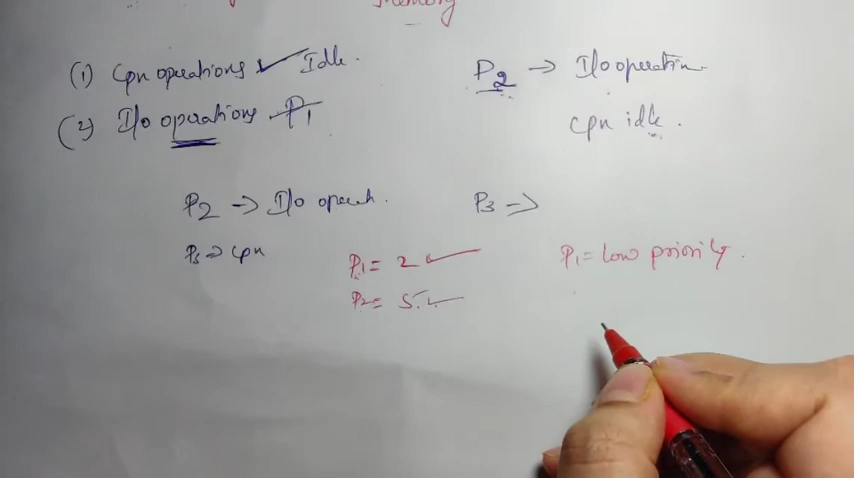 Memory
(1) Cpu operations ✓ Idle.
(2) I/o operations P1
P2 → I/o operation
Cpu idle.
P2 → I/o operat.
P3 →
P3 → cpu
P1 = 2 ✓
P2 = 5 ✓
P1 = low priority.